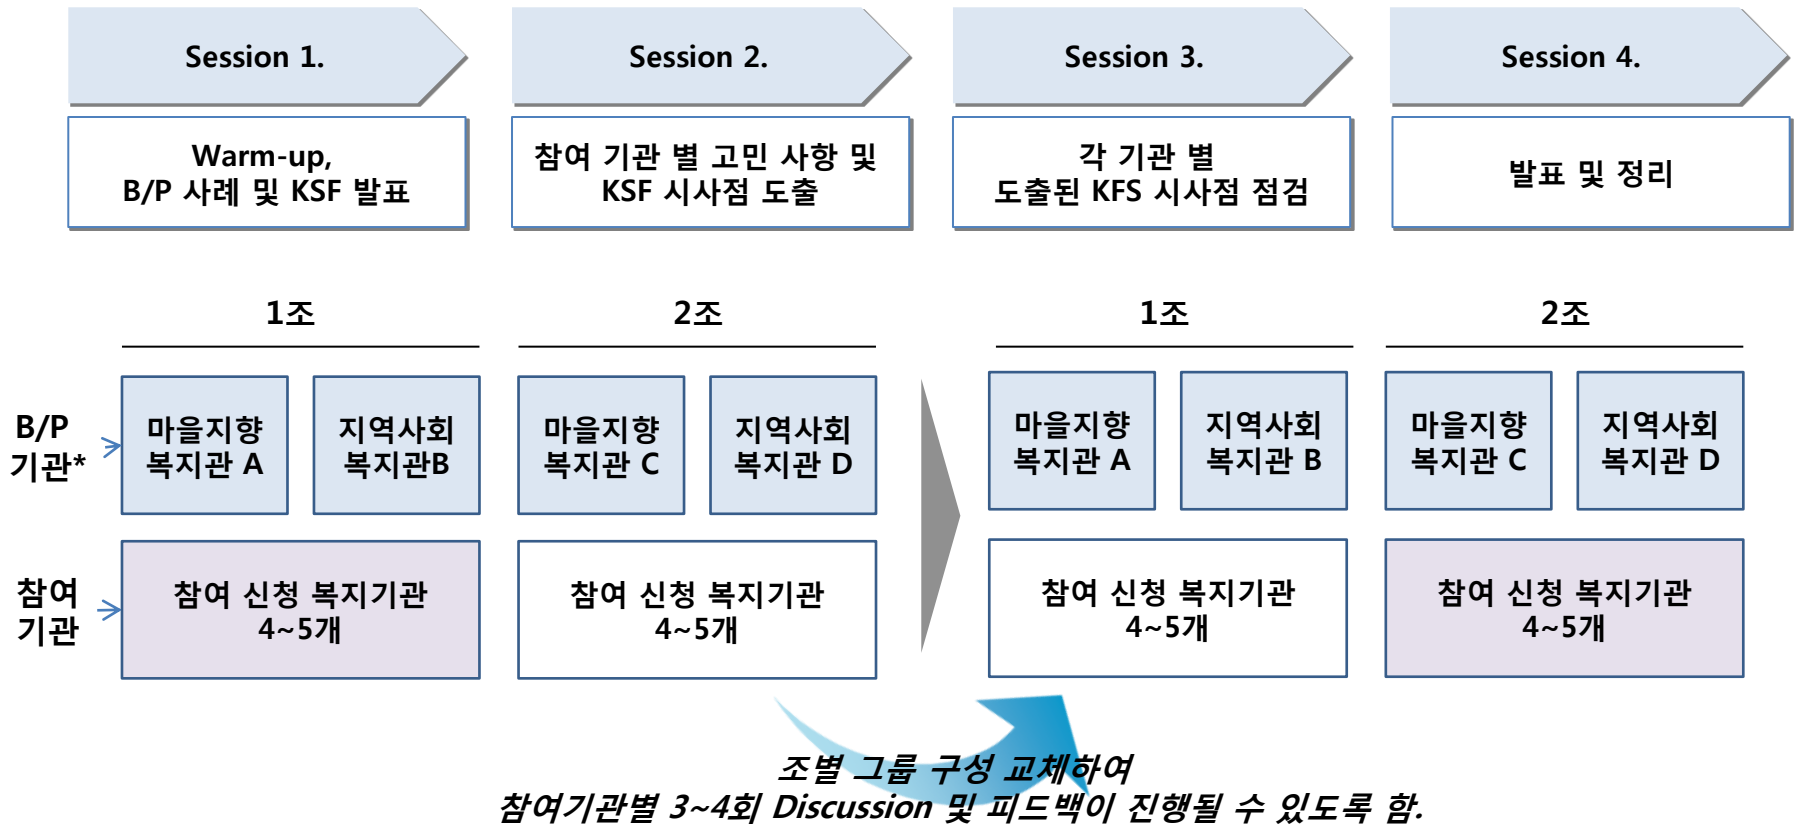 Session 1.
Session 2.
Session 3.
Session 4.
Warm-up,
B/P 사례 및 KSF 발표
참여 기관 별 고민 사항 및
KSF 시사점 도출
각 기관 별
도출된 KFS 시사점 점검
발표 및 정리
1조
2조
1조
2조
B/P
기관*
마을지향
복지관 A
지역사회
복지관B
마을지향
복지관 C
지역사회
복지관 D
마을지향
복지관 A
지역사회
복지관 B
마을지향
복지관 C
지역사회
복지관 D
참여
기관
참여 신청 복지기관
4~5개
참여 신청 복지기관
4~5개
참여 신청 복지기관
4~5개
참여 신청 복지기관
4~5개
조별 그룹 구성 교체하여
참여기관별 3~4회 Discussion 및 피드백이 진행될 수 있도록 함.